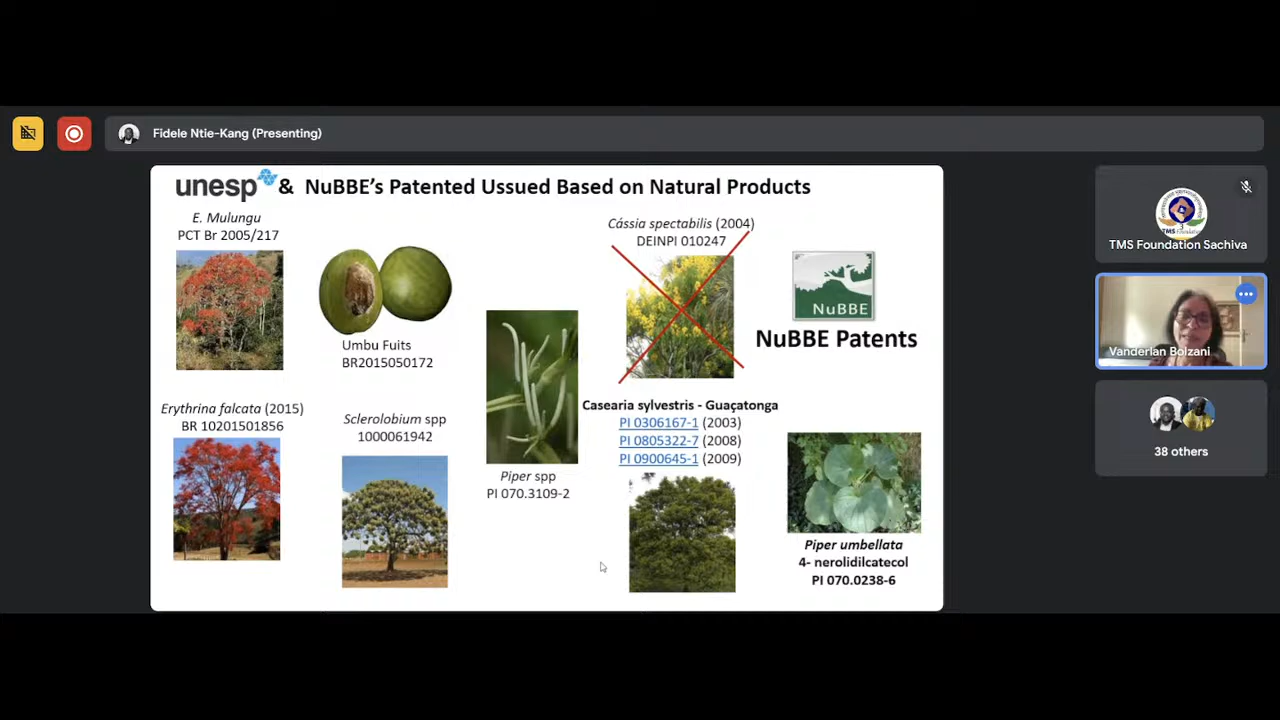 Fidele Ntie-Kang (Presenting)
unesp & NuBBE's Patented Ussued Based on Natural Products
E. Mulungu
PCT Br 2005/217
Umbu Fuits
BR2015050172
Erythrina falcata (2015)
BR 10201501856
Sclerolobium spp
1000061942
Piper spp
PI 070.3109-2
Cássia spectabilis (2004)
DEINPI 010247
Casearia sylvestris - Guaçatonga
PI 0306167-1 (2003)
PI 0805322-7 (2008)
PI 0900645-1 (2009)
NuBBE
NuBBE Patents
Piper umbellata
4- nerolidilcatecol
PI 070.0238-6
TMS Foundation
TMS Foundation Sachiva
Vanderlan Bolzani
38 others